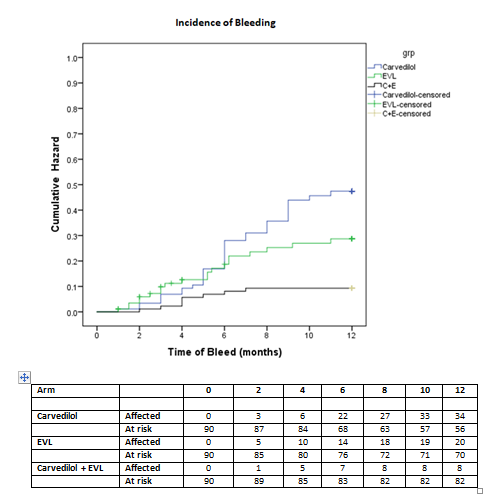 Incidence of Bleeding
grp
Carvedilol
EVL
C+E
Carvedilol-censored
EVL-censored
C+E-censored
Cumulative Hazard
1.0
0.9
0.8
0.7
0.6
0.5
0.4
0.3
0.2
0.1
0.0
0 2 4 6 8 10 12
Time of Bleed (months)
Arm 0 2 4 6 8 10 12
Carvedilol Affected 0 3 6 22 27 33 34
At risk 90 87 84 68 63 57 56
EVL Affected 0 5 10 14 18 19 20
At risk 90 85 80 76 72 71 70
Carvedilol + EVL Affected 0 1 5 7 8 8 8
At risk 90 89 85 83 82 82 82